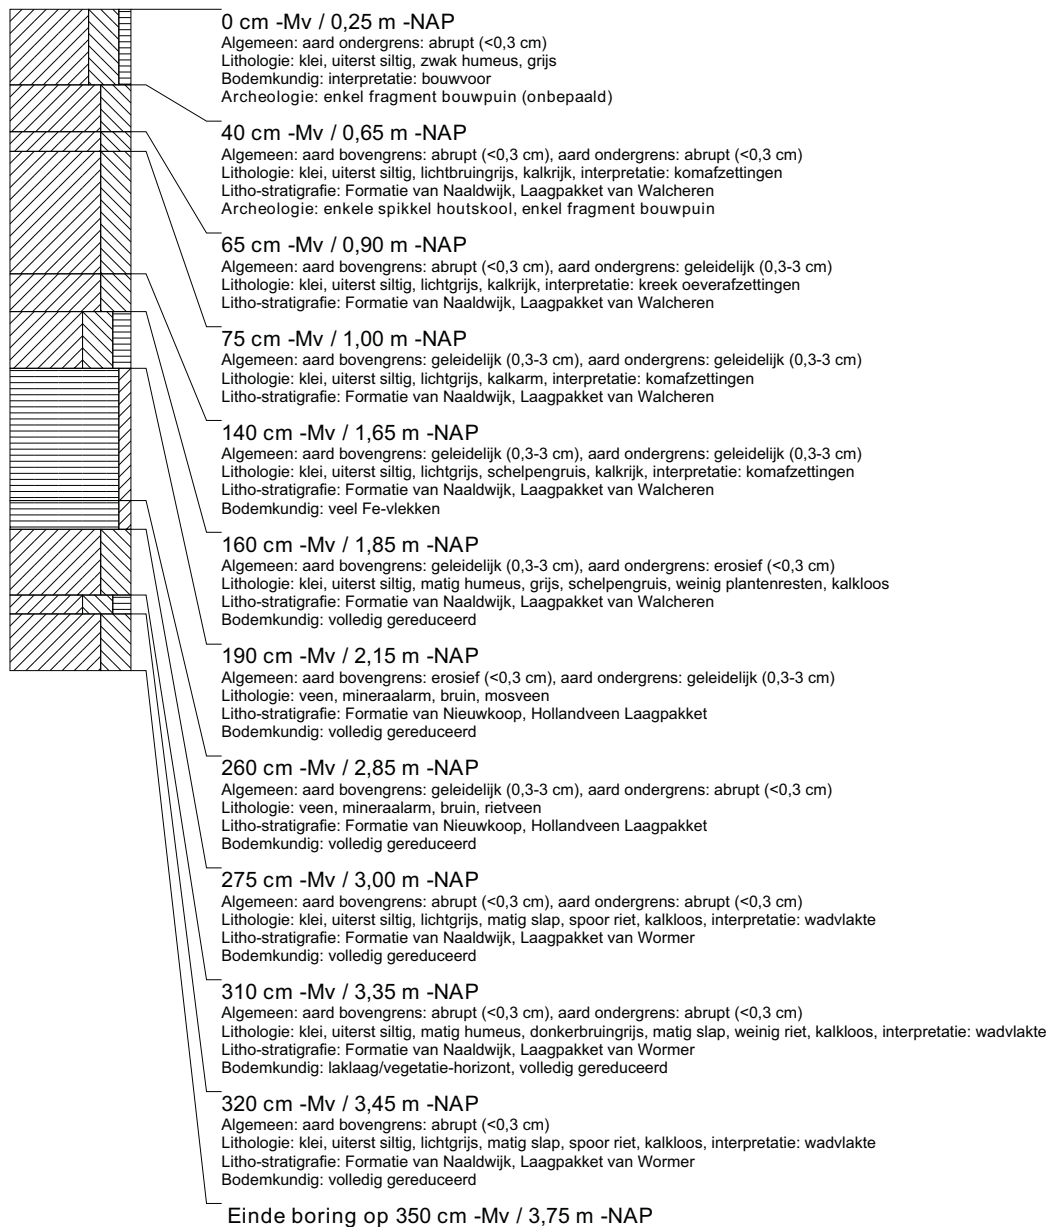 0 cm -Mv / 0,25 m -NAP
Algemeen: aard ondergrens: abrupt (<0,3 cm)
Lithologie: klei, uiterst siltig, zwak humeus, grijs
Bodemkundig: interpretatie: bouwvoor
Archeologie: enkel fragment bouwpuin (onbepaald)
40 cm -Mv / 0,65 m -NAP
Algemeen: aard bovengrens: abrupt (<0,3 cm), aard ondergrens: abrupt (<0,3 cm)
Lithologie: klei, uiterst siltig, lichtbruingrijs, kalkrijk, interpretatie: komafzettingen
Litho-stratigrafie: Formatie van Naaldwijk, Laagpakket van Walcheren
Archeologie: enkele spikkel houtskool, enkel fragment bouwpuin
65 cm -Mv / 0,90 m -NAP
Algemeen: aard bovengrens: abrupt (<0,3 cm), aard ondergrens: geleidelijk (0,3-3 cm)
Lithologie: klei, uiterst siltig, lichtgrijs, kalkrijk, interpretatie: kreek oeverafzettingen
Litho-stratigrafie: Formatie van Naaldwijk, Laagpakket van Walcheren
75 cm -Mv / 1,00 m -NAP
Algemeen: aard bovengrens: geleidelijk (0,3-3 cm), aard ondergrens: geleidelijk (0,3-3 cm)
Lithologie: klei, uiterst siltig, lichtgrijs, kalkarm, interpretatie: komafzettingen
Litho-stratigrafie: Formatie van Naaldwijk, Laagpakket van Walcheren
140 cm -Mv / 1,65 m -NAP
Algemeen: aard bovengrens: geleidelijk (0,3-3 cm), aard ondergrens: geleidelijk (0,3-3 cm)
Lithologie: klei, uiterst siltig, lichtgrijs, schelpengruis, kalkrijk, interpretatie: komafzettingen
Litho-stratigrafie: Formatie van Naaldwijk, Laagpakket van Walcheren
Bodemkundig: veel Fe-vlekken
160 cm -Mv / 1,85 m -NAP
Algemeen: aard bovengrens: geleidelijk (0,3-3 cm), aard ondergrens: erosief (<0,3 cm)
Lithologie: klei, uiterst siltig, matig humeus, grijs, schelpengruis, weinig plantenresten, kalkloos
Litho-stratigrafie: Formatie van Naaldwijk, Laagpakket van Walcheren
Bodemkundig: volledig gereduceerd
190 cm -Mv / 2,15 m -NAP
Algemeen: aard bovengrens: erosief (<0,3 cm), aard ondergrens: geleidelijk (0,3-3 cm)
Lithologie: veen, mineraalarm, bruin, mosveen
Litho-stratigrafie: Formatie van Nieuwkoop, Hollandveen Laagpakket
Bodemkundig: volledig gereduceerd
260 cm -Mv / 2,85 m -NAP
Algemeen: aard bovengrens: geleidelijk (0,3-3 cm), aard ondergrens: abrupt (<0,3 cm)
Lithologie: veen, mineraalarm, bruin, rietveen
Litho-stratigrafie: Formatie van Nieuwkoop, Hollandveen Laagpakket
Bodemkundig: volledig gereduceerd
275 cm -Mv / 3,00 m -NAP
Algemeen: aard bovengrens: abrupt (<0,3 cm), aard ondergrens: abrupt (<0,3 cm)
Lithologie: klei, uiterst siltig, lichtgrijs, matig slap, spoor riet, kalkloos, interpretatie: wadvlakte
Litho-stratigrafie: Formatie van Naaldwijk, Laagpakket van Wormer
Bodemkundig: volledig gereduceerd
310 cm -Mv / 3,35 m -NAP
Algemeen: aard bovengrens: abrupt (<0,3 cm), aard ondergrens: abrupt (<0,3 cm)
Lithologie: klei, uiterst siltig, matig humeus, donkerbruingrijs, matig slap, weinig riet, kalkloos, interpretatie: wadvlakte
Litho-stratigrafie: Formatie van Naaldwijk, Laagpakket van Wormer
Bodemkundig: laklaag/vegetatie-horizont, volledig gereduceerd
320 cm -Mv / 3,45 m -NAP
Algemeen: aard bovengrens: abrupt (<0,3 cm)
Lithologie: klei, uiterst siltig, lichtgrijs, matig slap, spoor riet, kalkloos, interpretatie: wadvlakte
Litho-stratigrafie: Formatie van Naaldwijk, Laagpakket van Wormer
Bodemkundig: volledig gereduceerd
Einde boring op 350 cm -Mv / 3,75 m -NAP